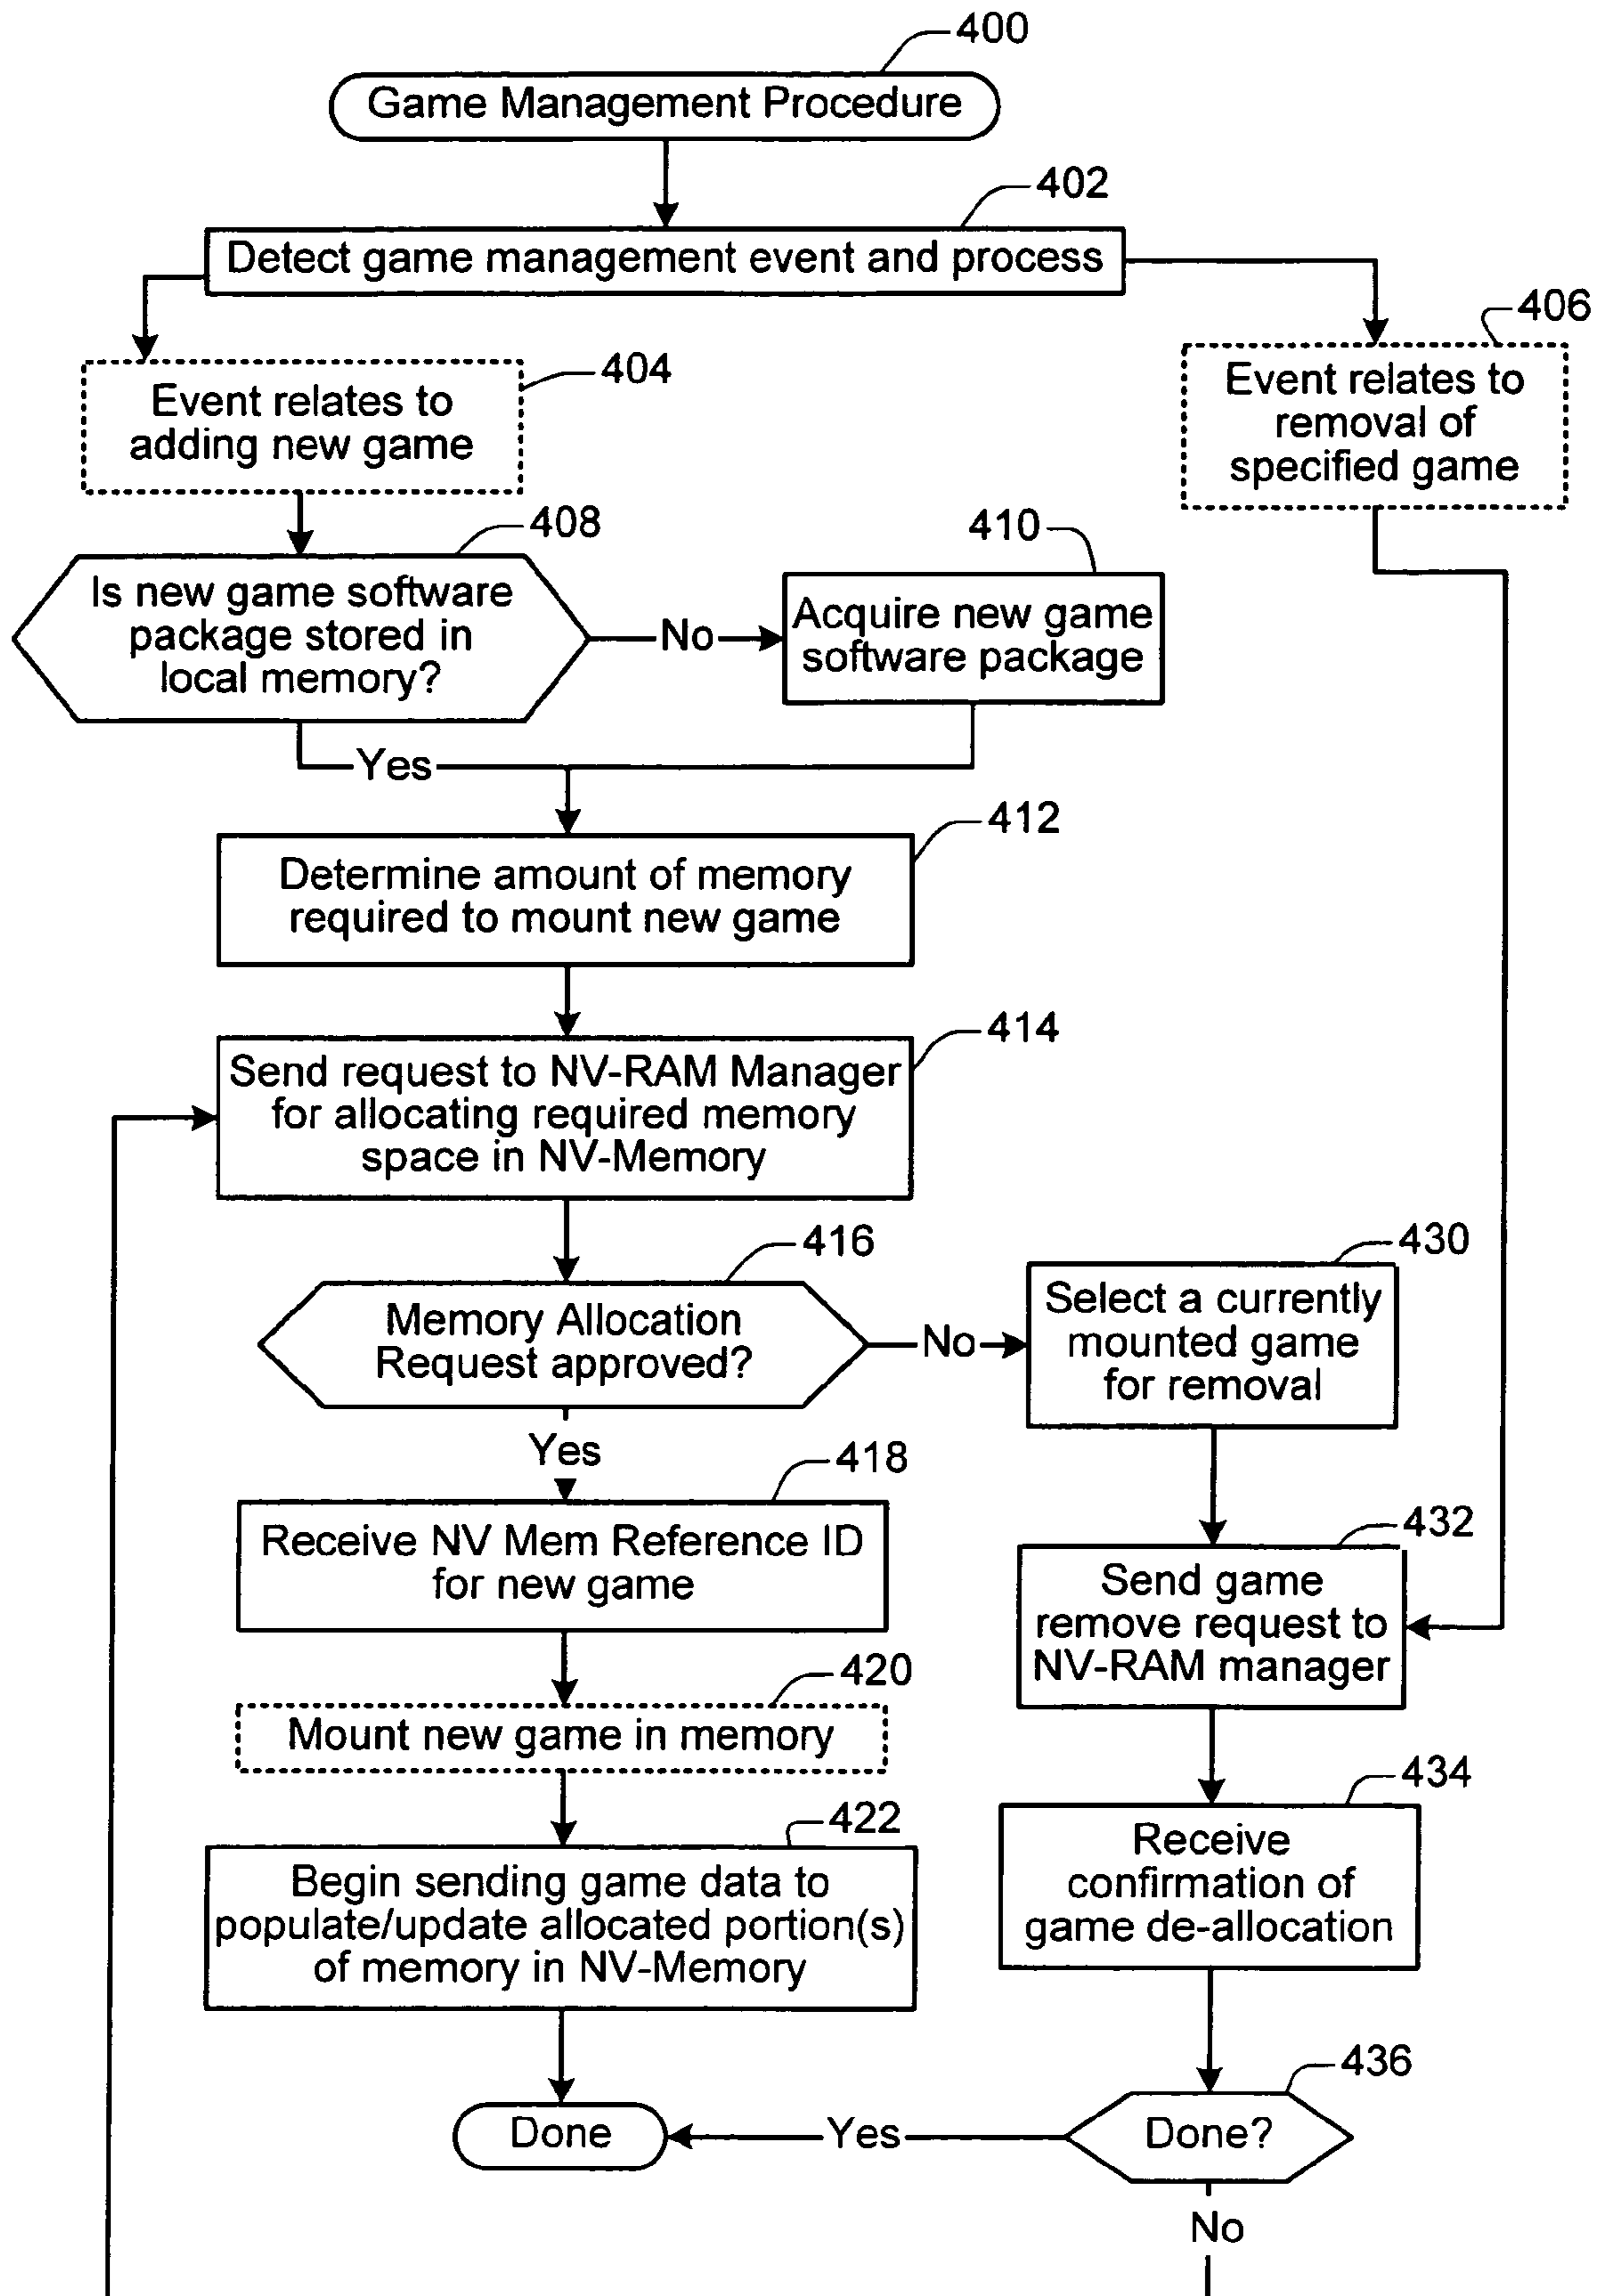 400
Game Management Procedure
402
Detect game management event and process
404
Event relates to
adding new game
406
Event relates to
removal of
specified game
408
Is new game software
package stored in
local memory?
No
410
Acquire new game
software package
Yes
412
Determine amount of memory
required to mount new game
414
Send request to NV-RAM Manager
for allocating required memory
space in NV-Memory
416
Memory Allocation
Request approved?
No
430
Select a currently
mounted game
for removal
Yes
418
Receive NV Mem Reference ID
for new game
432
Send game
remove request to
NV-RAM manager
420
Mount new game in memory
434
Receive
confirmation of
game de-allocation
422
Begin sending game data to
populate/update allocated portion(s)
of memory in NV-Memory
436
Done?
Yes
Done
No